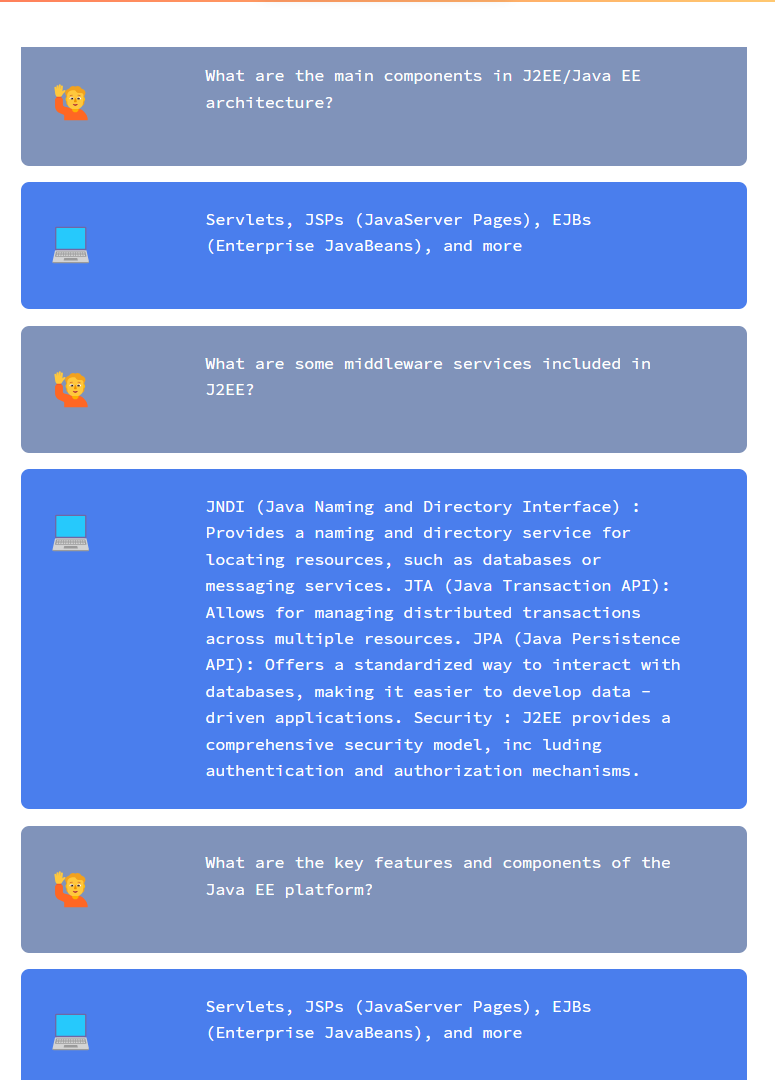 What are the main components in J2EE/Java EE
architecture?
Servlets, JSPs (JavaServer Pages), EJBs
(Enterprise JavaBeans), and more
What are some middleware services included in
J2EE?
JNDI (Java Naming and Directory Interface) :
Provides a naming and directory service for
locating resources, such as databases or
messaging services. JTA (Java Transaction API):
Allows for managing distributed transactions
across multiple resources. JPA (Java Persistence
API): Offers a standardized way to interact with
databases, making it easier to develop data -
driven applications. Security : J2EE provides a
comprehensive security model, inc luding
authentication and authorization mechanisms.
What are the key features and components of the
Java EE platform?
Servlets, JSPs (JavaServer Pages), EJBs
(Enterprise JavaBeans), and more